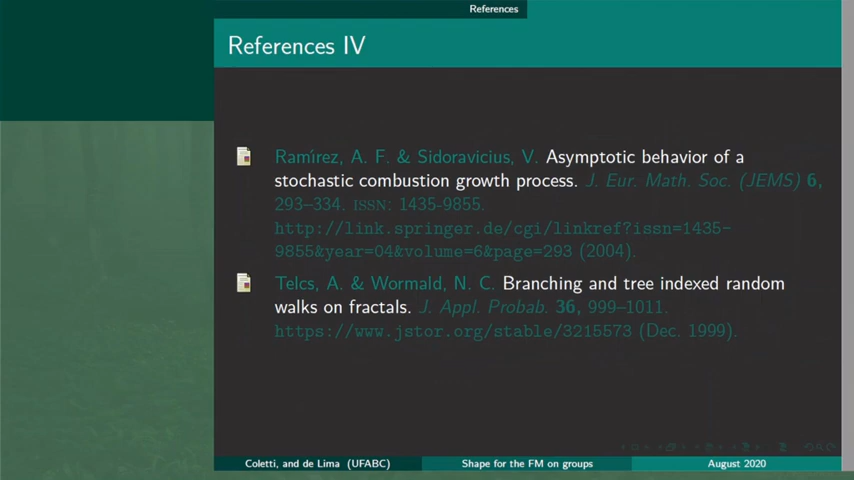 References
References IV
Ramírez, A. F. & Sidoravicius, V. Asymptotic behavior of a
stochastic combustion growth process. J. Eur. Math. Soc. (JEMS) 6,
293–334. ISSN: 1435-9855.
http://link.springer.de/cgi/linkref?issn=1435-
9855&year=04&volume=6&page=293 (2004).
Telcs, A. & Wormald, N. C. Branching and tree indexed random
walks on fractals. J. Appl. Probab. 36, 999–1011.
https://www.jstor.org/stable/3215573 (Dec. 1999).
Coletti, and de Lima (UFABC) Shape for the FM on groups August 2020